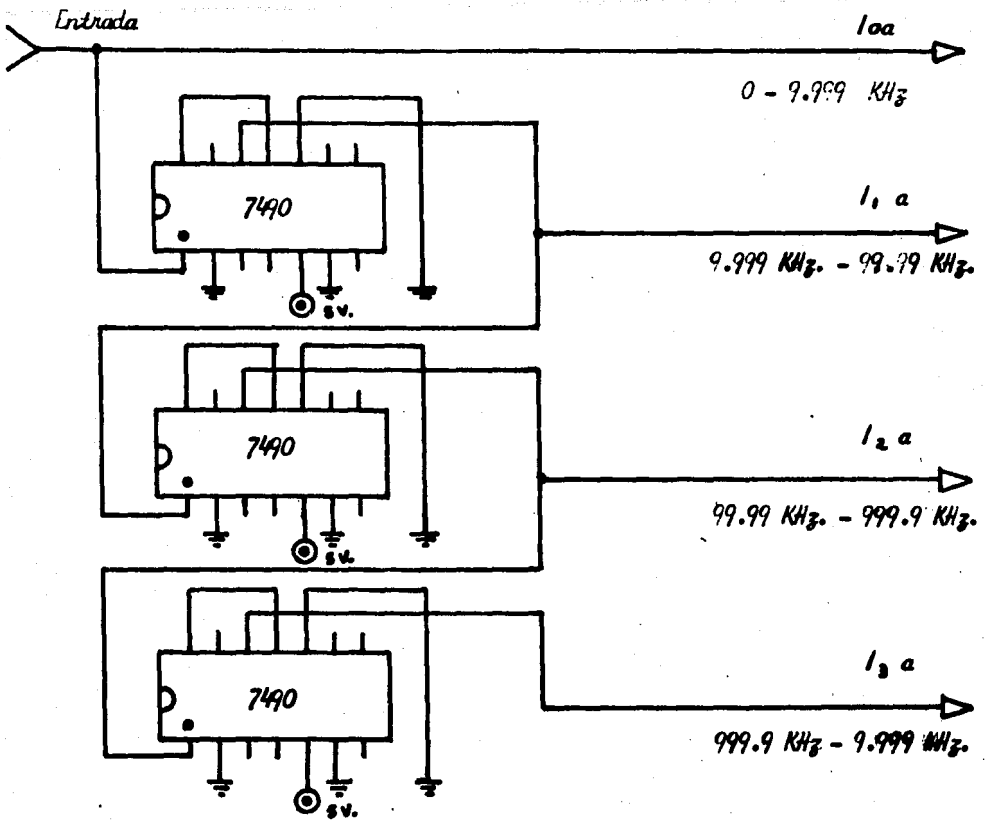 Entrada
I0a
0 - 9.999 KHz
7490
I1 a
9.999 KHz. - 99.99 KHz.
5v.
7490
I2 a
99.99 KHz. - 999.9 KHz.
5v.
7490
I3 a
999.9 KHz - 9.999 MHz.
5v.